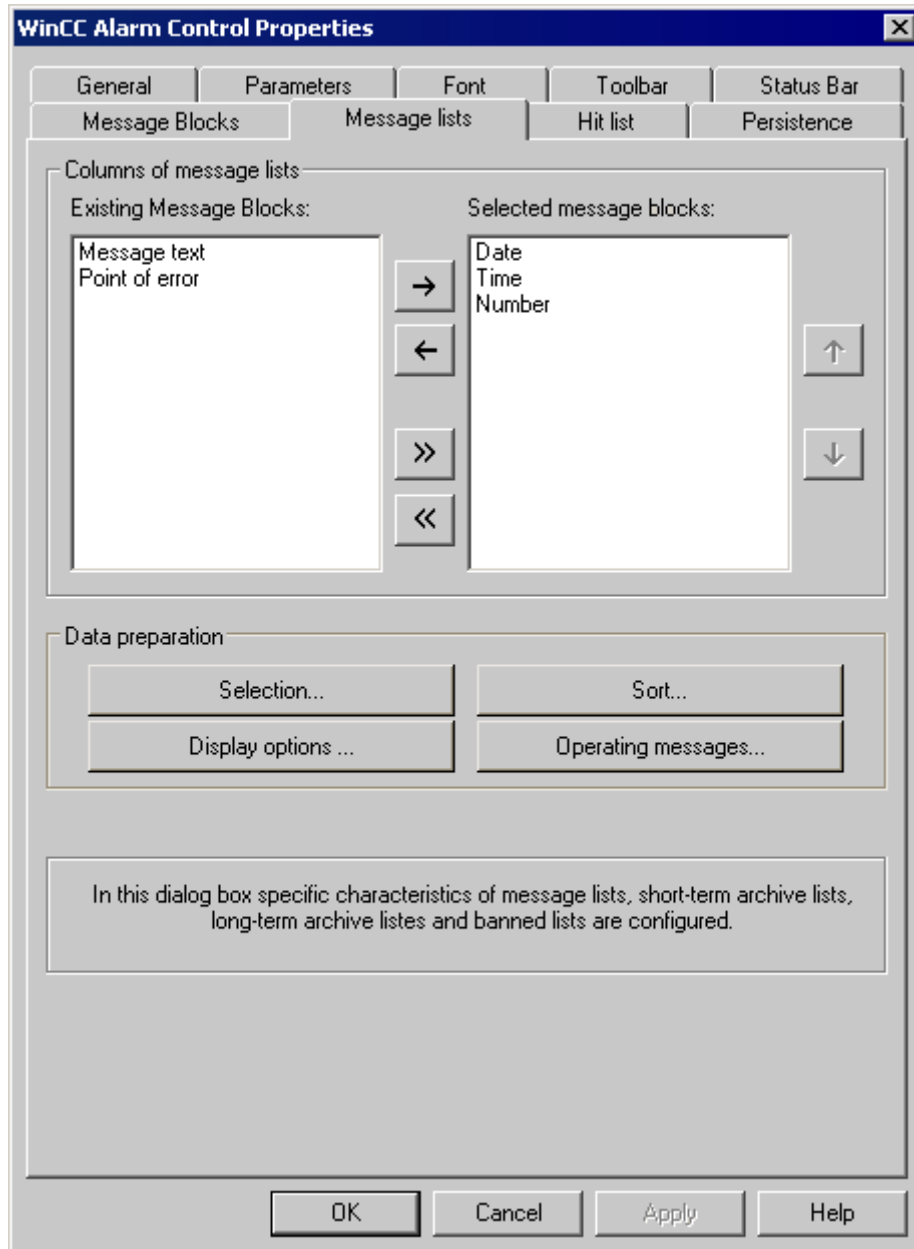 WinCC Alarm Control Properties
General Parameters Font Toolbar Status Bar
Message Blocks Message lists Hit list Persistence
Columns of message lists
Existing Message Blocks: Selected message blocks:
Message text
Point of error
Date
Time
Number
Data preparation
Selection... Sort...
Display options ... Operating messages...
In this dialog box specific characteristics of message lists, short-term archive lists,
long-term archive listes and banned lists are configured.
OK Cancel Apply Help